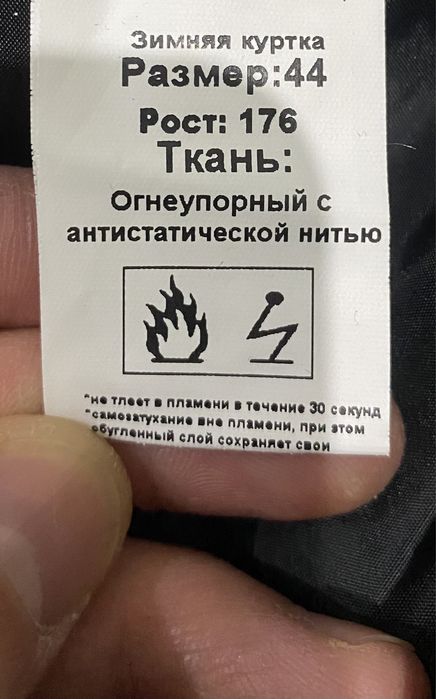 Зимняя куртка
Размер:44
Рост: 176
Ткань:
Огнеупорный с
антистатической нитью
*не тлеет в пламени в течение 30 секунд
*самозатухание вне пламени, при этом
обугленный слой сохраняет свои